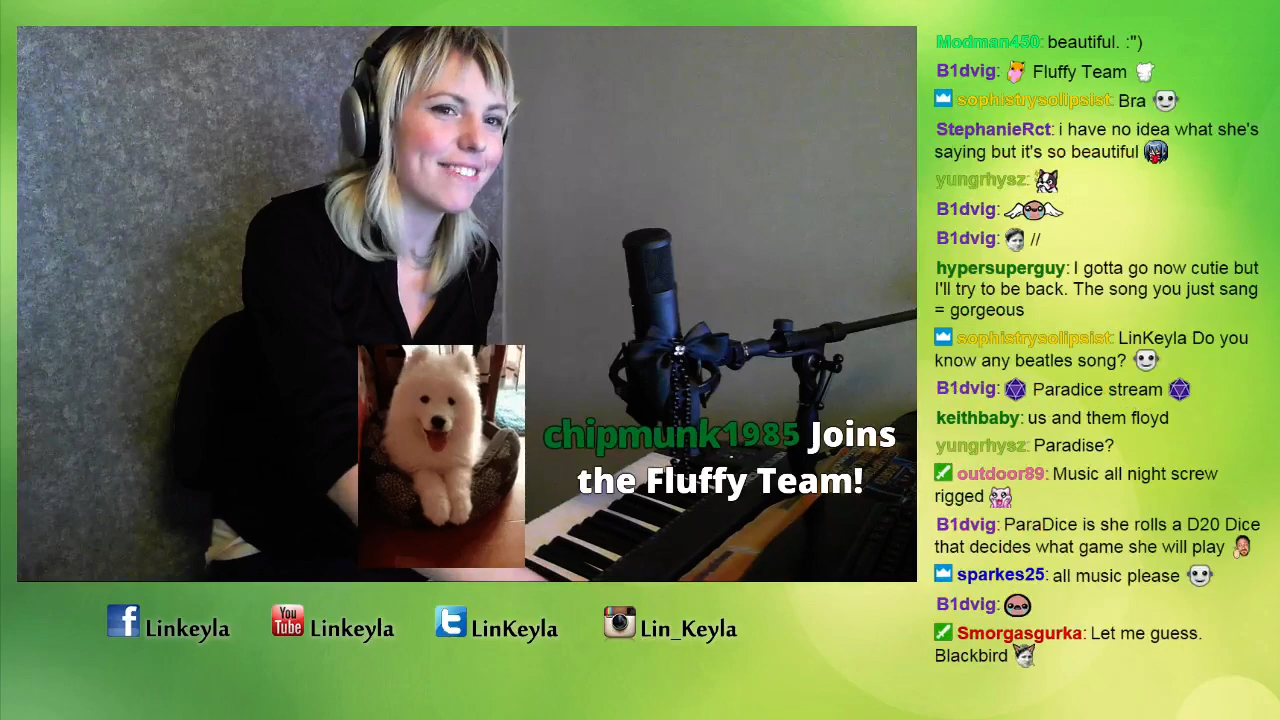 Modman450: beautiful. :")
B1dvig: Fluffy Team
sophistrysolipsist: Bra
StephanieRct: i have no idea what she's
saying but it's so beautiful
yungrhysz:
B1dvig:
B1dvig: //
hypersuperguy: I gotta go now cutie but
I'll try to be back. The song you just sang
= gorgeous
sophistrysolipsist: LinKeyla Do you
know any beatles song?
B1dvig: Paradice stream
keithbaby: us and them floyd
yungrhysz: Paradise?
outdoor89: Music all night screw
rigged
B1dvig: ParaDice is she rolls a D20 Dice
that decides what game she will play
sparkes25: all music please
B1dvig:
Smorgasgurka: Let me guess.
Blackbird
chipmunk1985 Joins
the Fluffy Team!
Linkeyla
You Tube Linkeyla
LinKeyla
Lin_Keyla